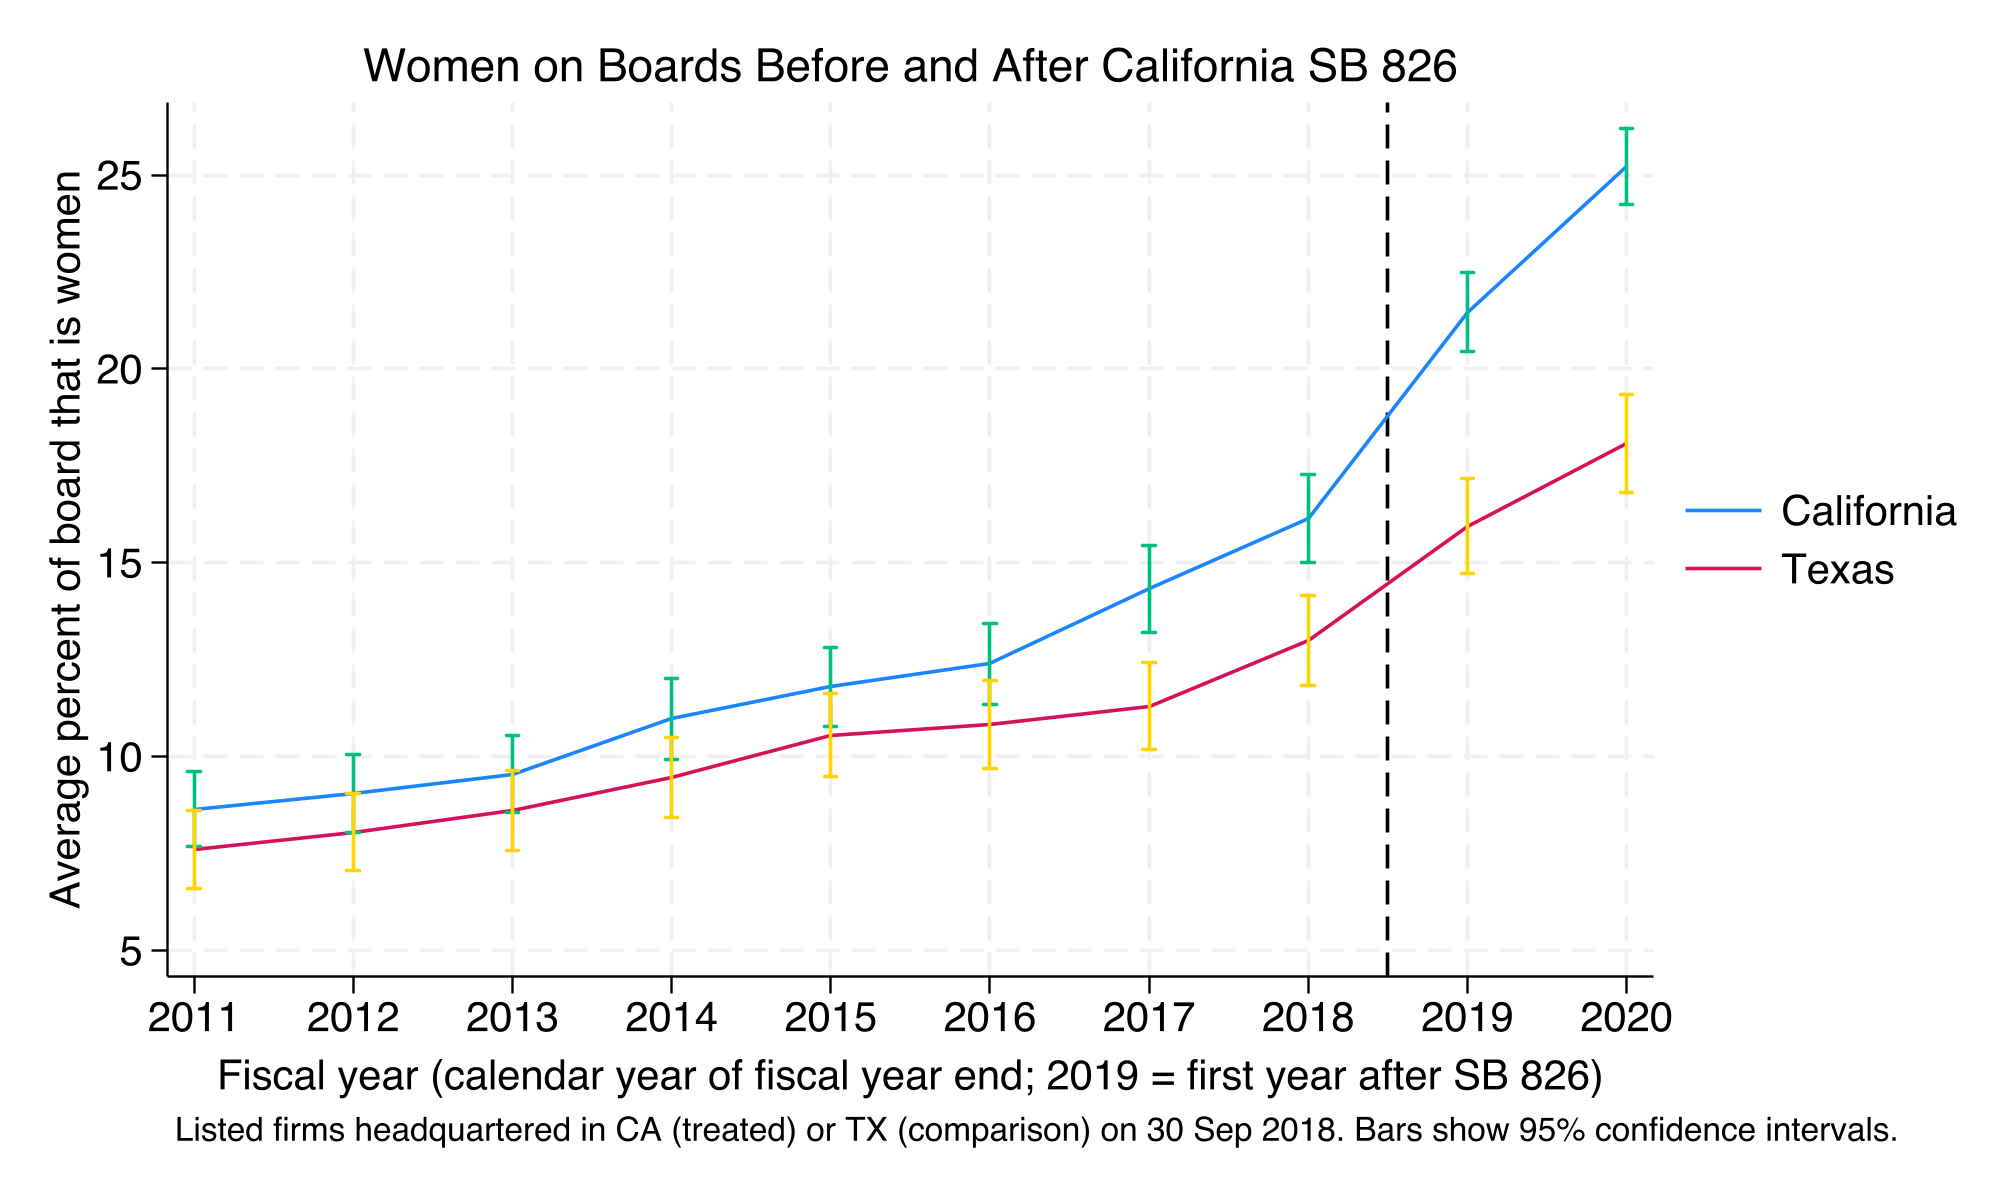 Women on Boards Before and After California SB 826
Average percent of board that is women
25
20
15
10
5
2011 2012 2013 2014 2015 2016 2017 2018 2019 2020
Fiscal year (calendar year of fiscal year end; 2019 = first year after SB 826)
California
Texas
Listed firms headquartered in CA (treated) or TX (comparison) on 30 Sep 2018. Bars show 95% confidence intervals.